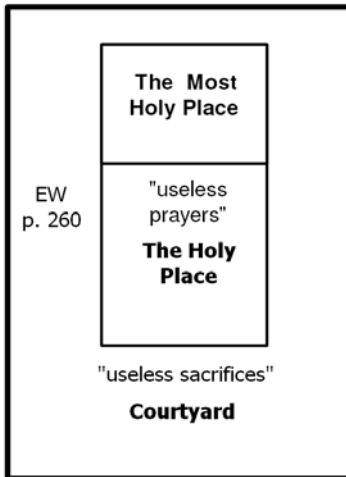 The Most
Holy Place
EW
p. 260
"useless
prayers"
The Holy
Place
"useless sacrifices"
Courtyard